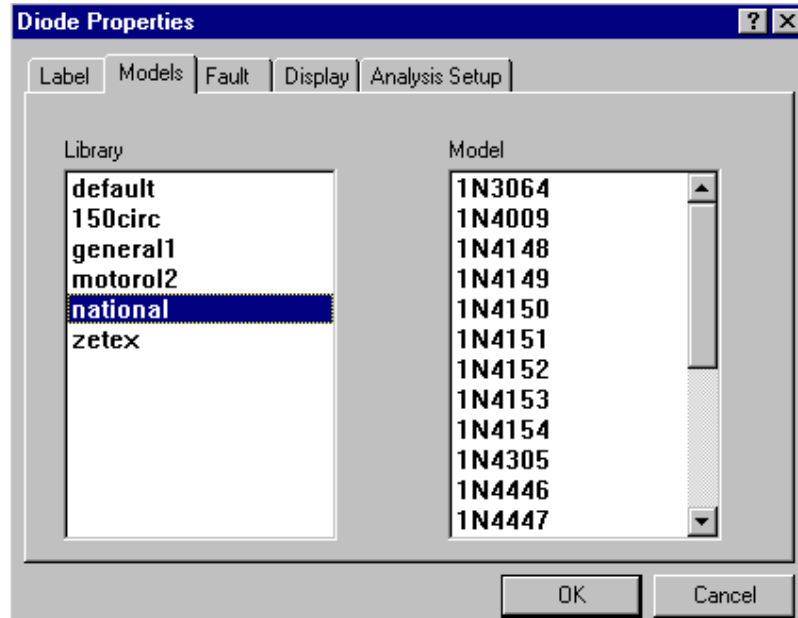 Diode Properties
? ×
Label Models Fault Display Analysis Setup
Library
default
150circ
general1
motorol2
national
zetex
Model
1N3064
1N4009
1N4148
1N4149
1N4150
1N4151
1N4152
1N4153
1N4154
1N4305
1N4446
1N4447
OK Cancel